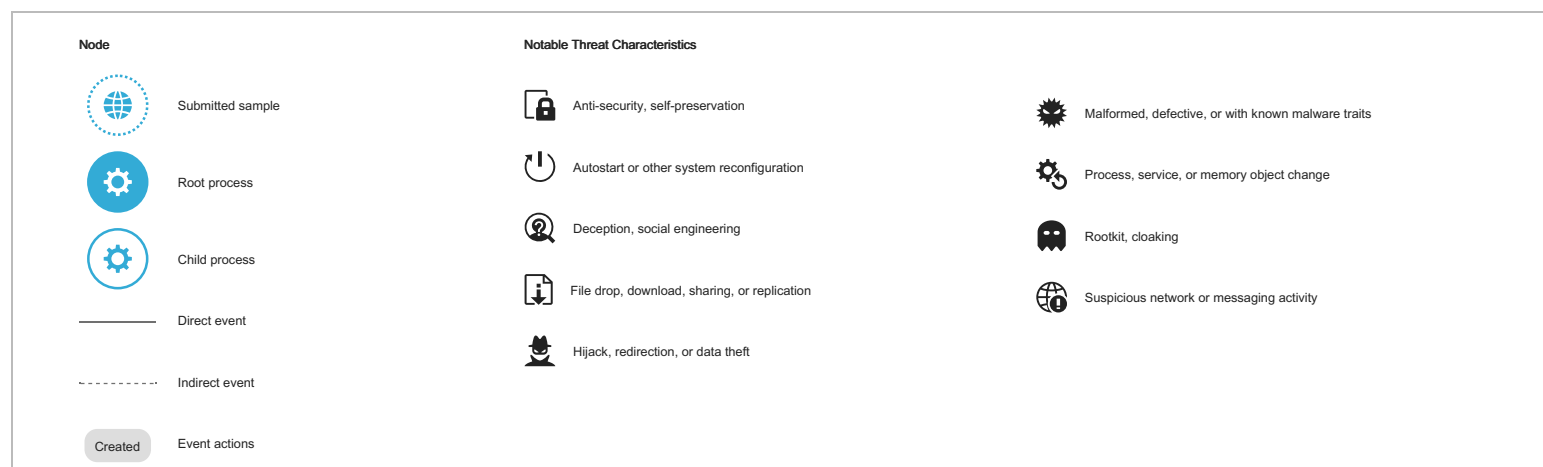 Node
Submitted sample
Root process
Child process
Direct event
Indirect event
Created
Event actions
Notable Threat Characteristics
Anti-security, self-preservation
Autostart or other system reconfiguration
Deception, social engineering
File drop, download, sharing, or replication
Hijack, redirection, or data theft
Malformed, defective, or with known malware traits
Process, service, or memory object change
Rootkit, cloaking
Suspicious network or messaging activity